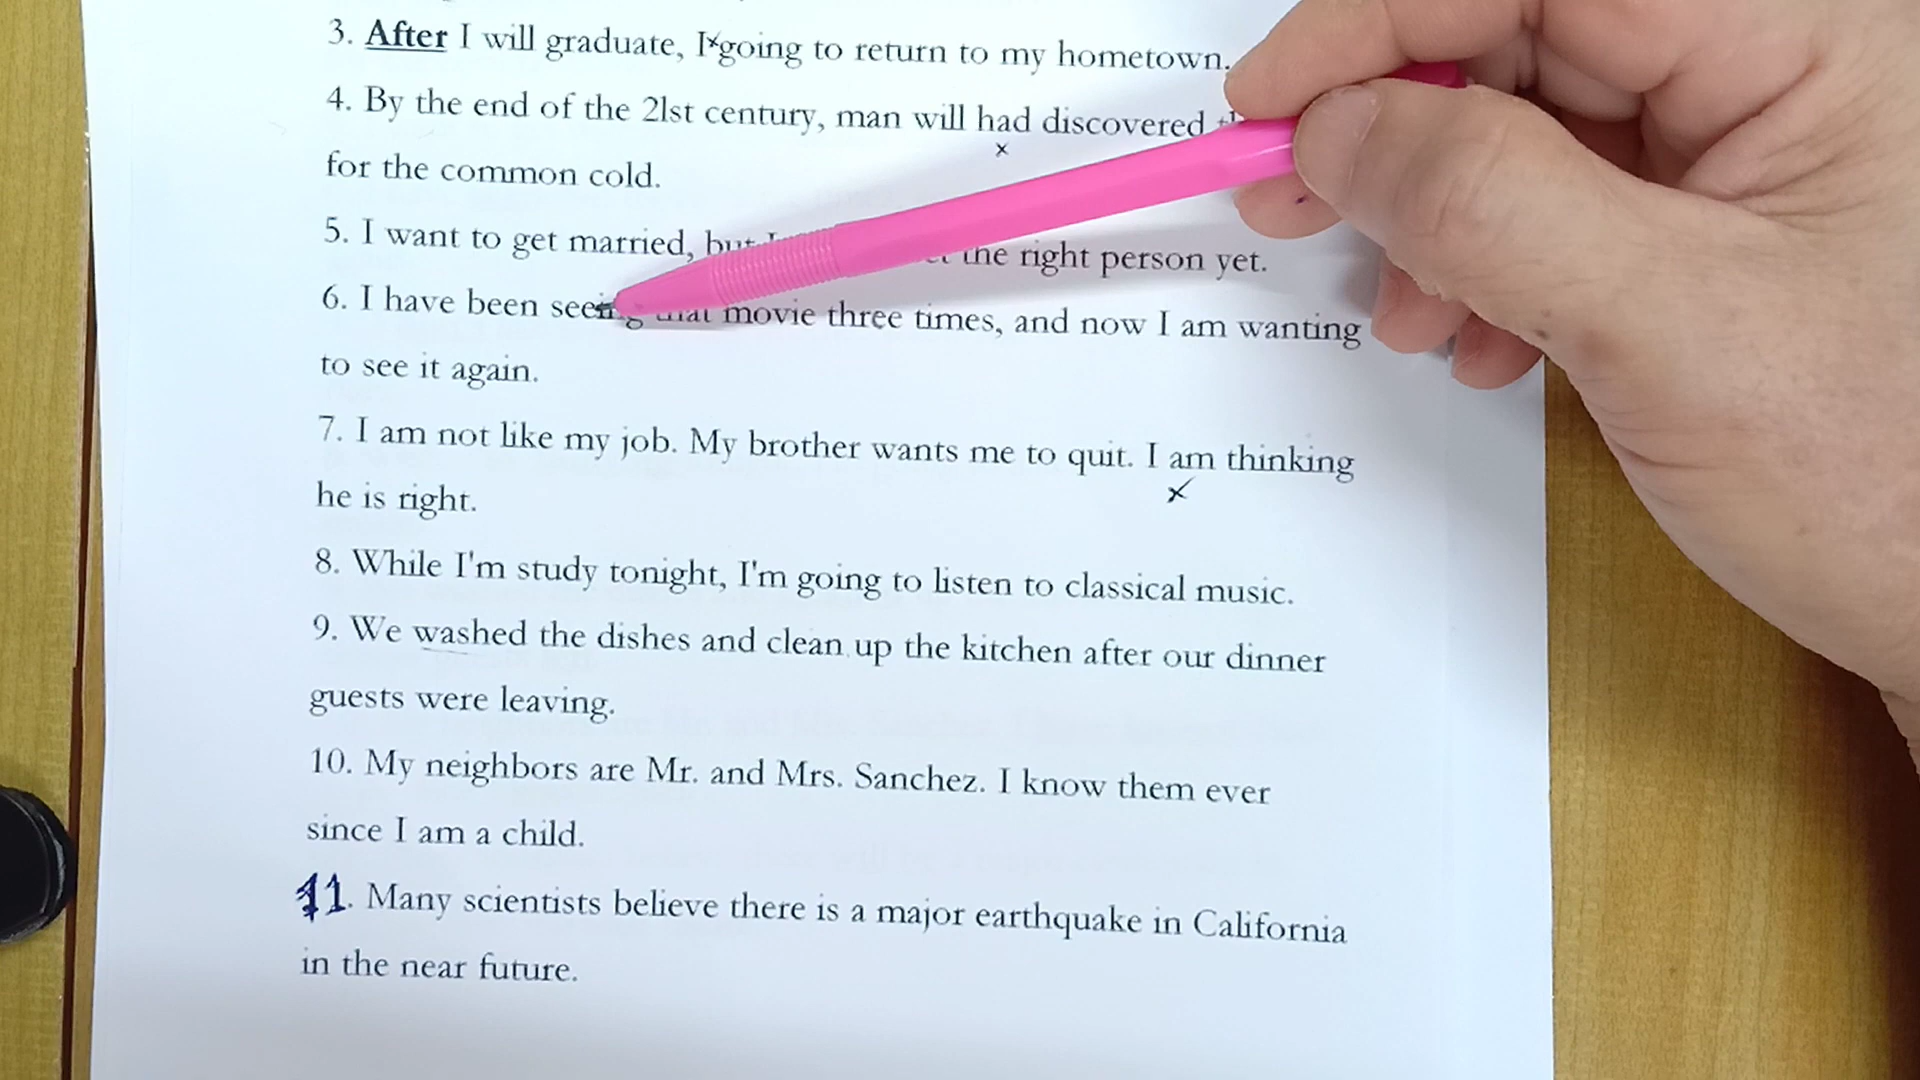 3. After I will graduate, I going to return to my hometown.
4. By the end of the 21st century, man will had discovered
for the common cold.
5. I want to get married, but the right person yet.
6. I have been seeing that movie three times, and now I am wanting
to see it again.
7. I am not like my job. My brother wants me to quit. I am thinking
he is right.
8. While I'm study tonight, I'm going to listen to classical music.
9. We washed the dishes and clean up the kitchen after our dinner
guests were leaving.
10. My neighbors are Mr. and Mrs. Sanchez. I know them ever
since I am a child.
11. Many scientists believe there is a major earthquake in California
in the near future.